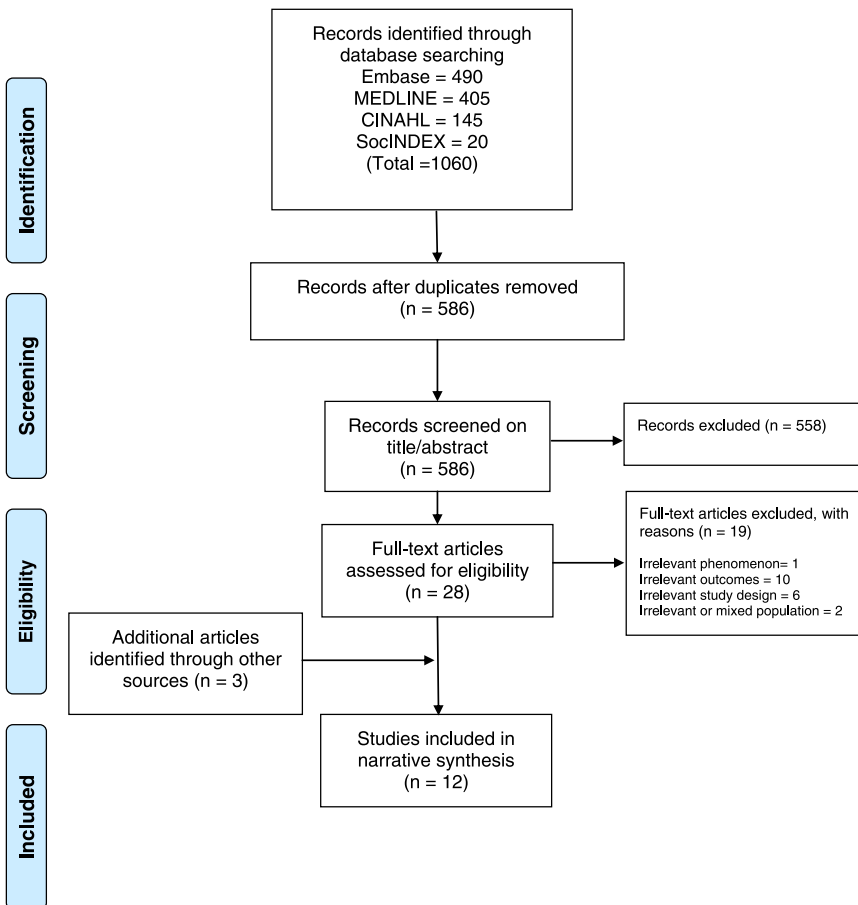 Records identified through
database searching
Embase = 490
MEDLINE = 405
CINAHL = 145
SocINDEX = 20
(Total =1060)
Identification
Records after duplicates removed
(n = 586)
Screening
Records screened on
title/abstract
(n = 586)
Records excluded (n = 558)
Full-text articles
assessed for eligibility
(n = 28)
Full-text articles excluded, with
reasons (n = 19)
Irrelevant phenomenon= 1
Irrelevant outcomes = 10
Irrelevant study design = 6
Irrelevant or mixed population = 2
Eligibility
Additional articles
identified through other
sources (n = 3)
Studies included in
narrative synthesis
(n = 12)
Included